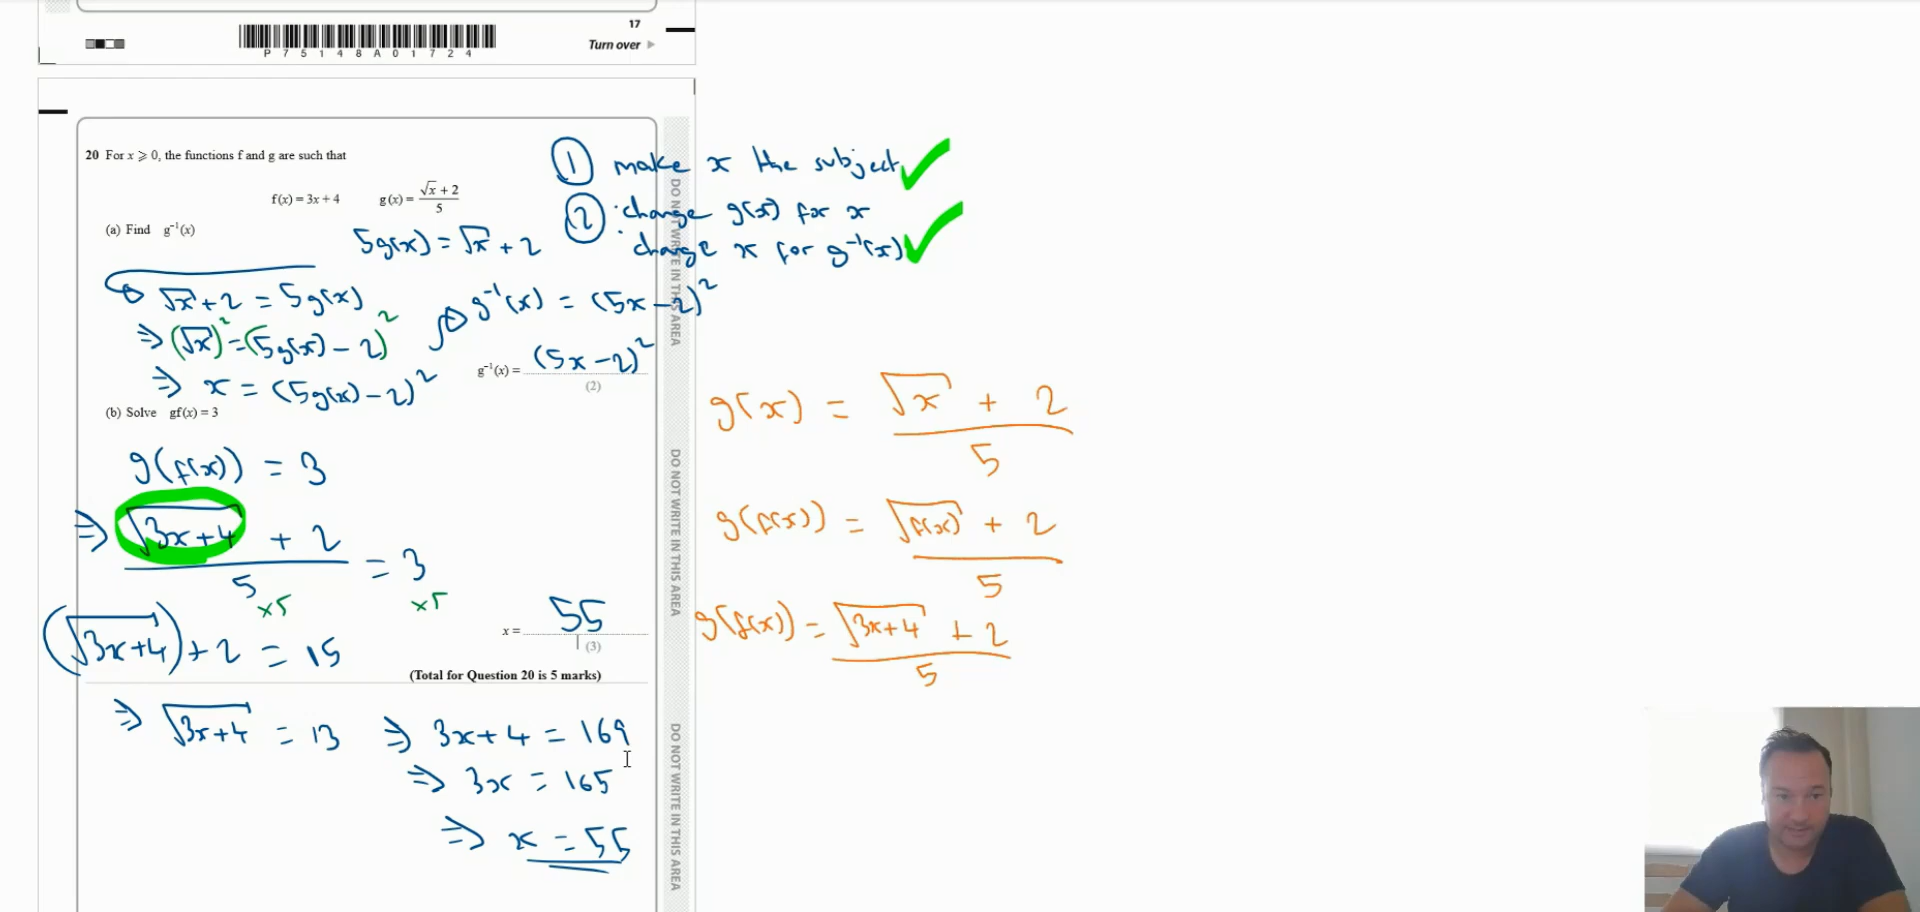 17
Turn over
P 7 5 1 4 8 A 0 1 7 2 4
20 For x ⩾ 0, the functions f and g are such that
f(x) = 3x + 4 g(x) = (√x + 2)/5
(a) Find g⁻¹(x)
5g(x) = √x + 2
① make x the subject ✓
② · change g(x) for x
· change x for g⁻¹(x) ✓
√x + 2 = 5g(x)
⇒ (√x)² = (5g(x) − 2)²
⇒ x = (5g(x) − 2)²
g⁻¹(x) = (5x − 2)²
g⁻¹(x) = (5x − 2)²
(2)
(b) Solve gf(x) = 3
g(f(x)) = 3
⇒ (√(3x+4) + 2)/5 = 3
×5 ×5
(√(3x+4)) + 2 = 15
x = 55
(3)
(Total for Question 20 is 5 marks)
⇒ √(3x+4) = 13
⇒ 3x + 4 = 169
⇒ 3x = 165
⇒ x = 55
g(x) = (√x + 2)/5
g(f(x)) = (√f(x) + 2)/5
g(f(x)) = (√(3x+4) + 2)/5
DO NOT WRITE IN THIS AREA
DO NOT WRITE IN THIS AREA
DO NOT WRITE IN THIS AREA